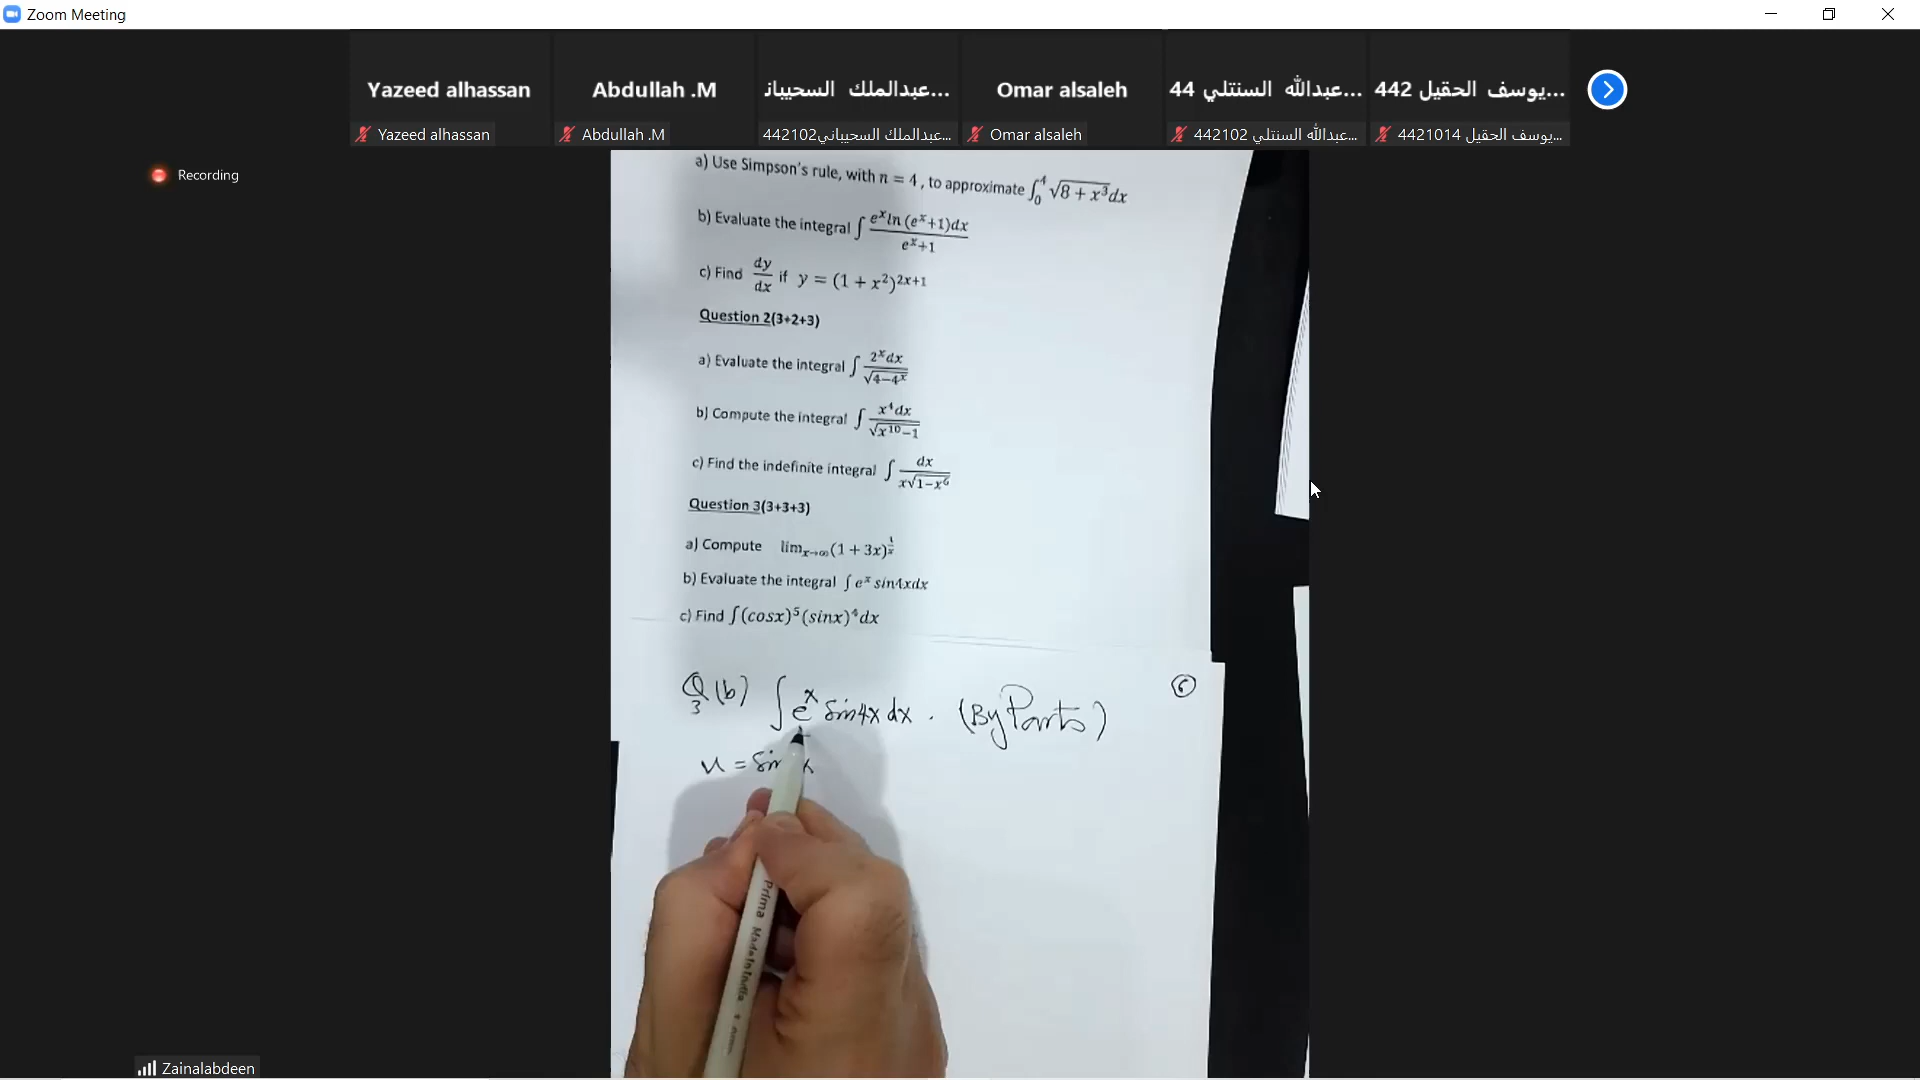 Zoom Meeting
Yazeed alhassan
Abdullah .M
عبدالملك السحيباني...
Omar alsaleh
عبدالله السنتلي 44...
يوسف الحقيل 442...
Yazeed alhassan
Abdullah .M
عبدالملك السحيباني442102...
Omar alsaleh
عبدالله السنتلي 442102...
يوسف الحقيل 4421014...
Recording
a) Use Simpson's rule, with n = 4 , to approximate ∫₀⁴ √(8 + x³)dx
b) Evaluate the integral ∫ eˣln (eˣ+1)dx / eˣ+1
c) Find dy/dx if y = (1 + x²)²ˣ⁺¹
Question 2(3+2+3)
a) Evaluate the integral ∫ 2ˣdx / √(4−4ˣ)
b) Compute the integral ∫ x⁴dx / √(x¹⁰−1)
c) Find the indefinite integral ∫ dx / x√(1−x⁶)
Question 3(3+3+3)
a) Compute limₓ→∞(1 + 3x)^(1/x)
b) Evaluate the integral ∫ eˣ sin4xdx
c) Find ∫(cosx)⁵(sinx)⁴dx
Q3 (b) ∫ eˣ sin4x dx . (By Parts)
6
u = sin x
Prima
Zainalabdeen